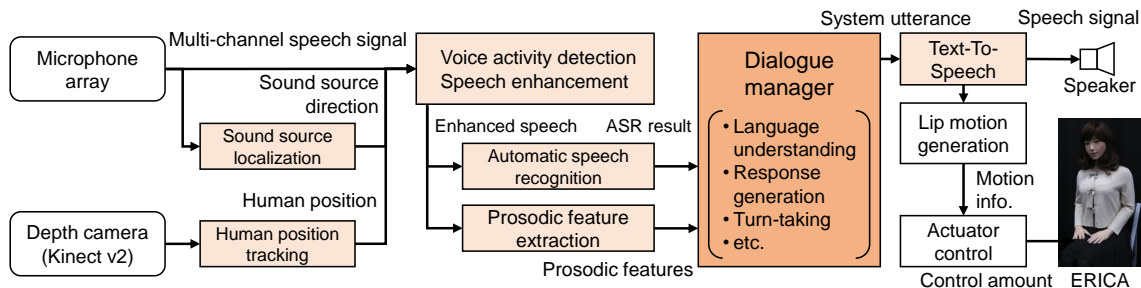 Microphone
array
Multi-channel speech signal
Sound source
direction
Sound source
localization
Human position
Depth camera
(Kinect v2)
Human position
tracking
Voice activity detection
Speech enhancement
Enhanced speech
ASR result
Automatic speech
recognition
Prosodic feature
extraction
Prosodic features
Dialogue
manager
• Language
understanding
• Response
generation
• Turn-taking
• etc.
System utterance
Text-To-
Speech
Speech signal
Speaker
Lip motion
generation
Motion
info.
Actuator
control
Control amount
ERICA